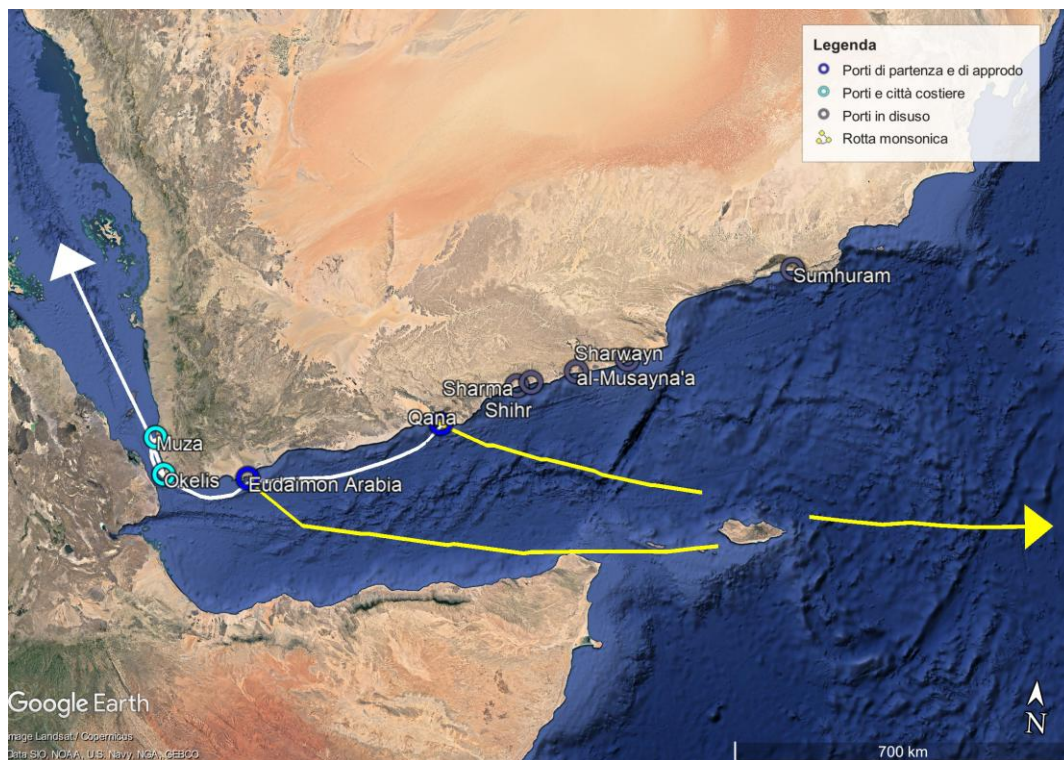 Legenda
Porti di partenza e di approdo
Porti e città costiere
Porti in disuso
Rotta monsonica
Sumhuram
Sharwayn
al-Musayna'a
Sharma
Shihr
Qana
Muza
Okelis
Eudaimon Arabia
Google Earth
Image Landsat / Copernicus
Data SIO, NOAA, U.S. Navy, NGA, GEBCO
N
700 km